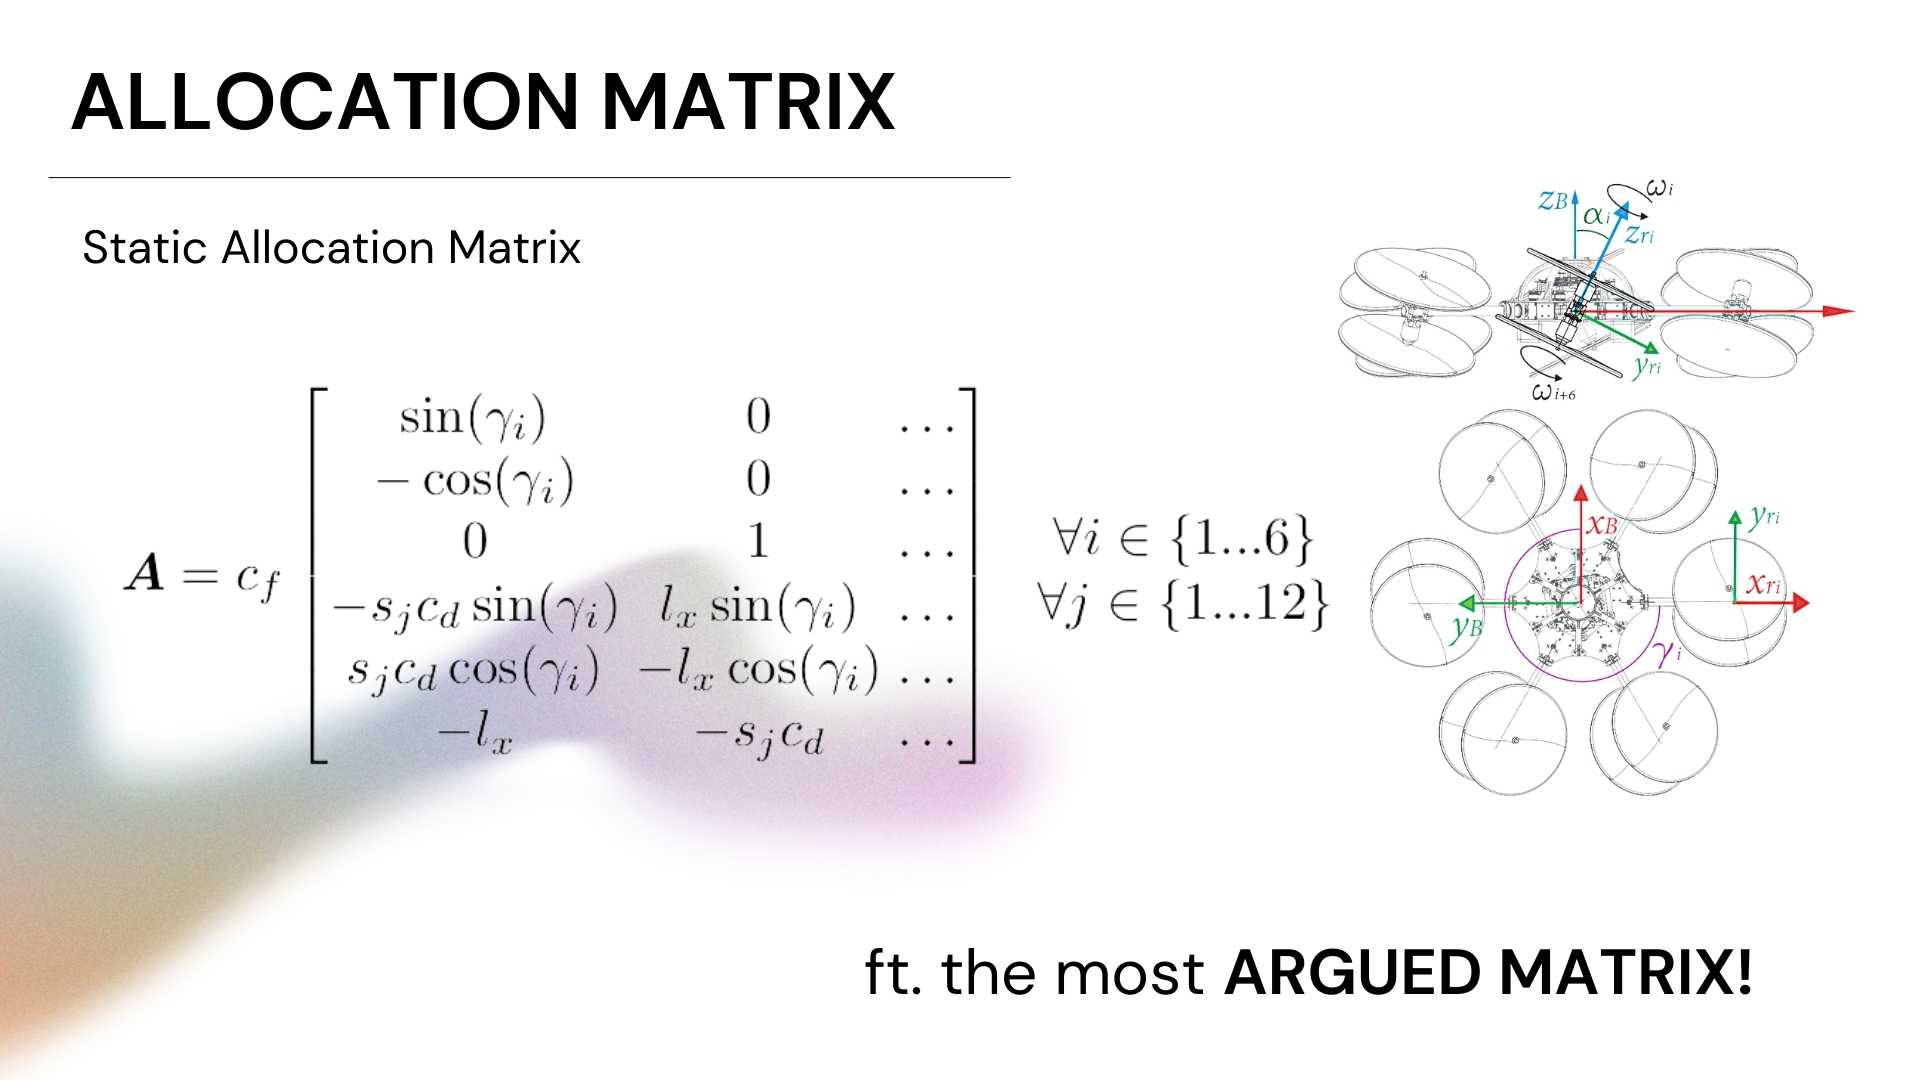 ALLOCATION MATRIX
Static Allocation Matrix
A = c_f [
sin(γ_i) 0 ...
− cos(γ_i) 0 ...
0 1 ...
−s_j c_d sin(γ_i) l_x sin(γ_i) ...
s_j c_d cos(γ_i) −l_x cos(γ_i) ...
−l_x −s_j c_d ...
]
∀i ∈ {1...6}
∀j ∈ {1...12}
z_B
α_i
ω_i
z_ri
y_ri
ω_i+6
x_B
y_ri
x_ri
y_B
γ_i
ft. the most ARGUED MATRIX!